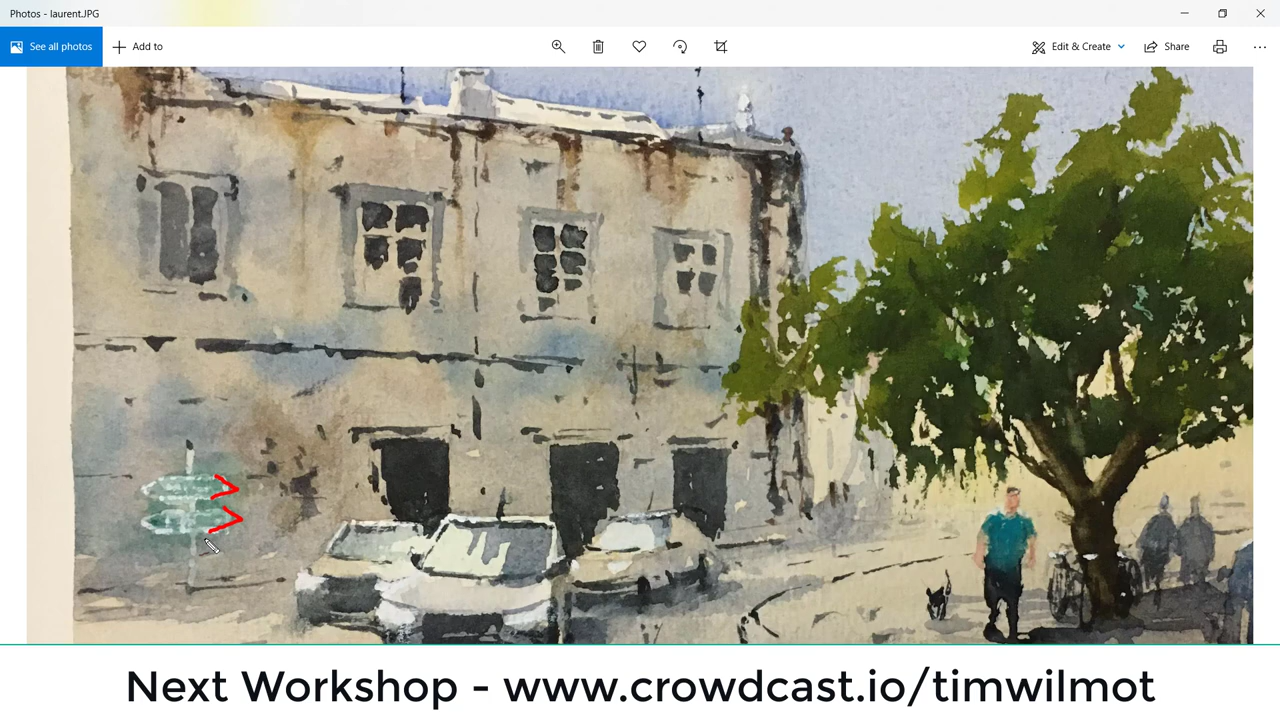 Photos - laurent.JPG
See all photos
Add to
Edit & Create
Share
Next Workshop - www.crowdcast.io/timwilmot